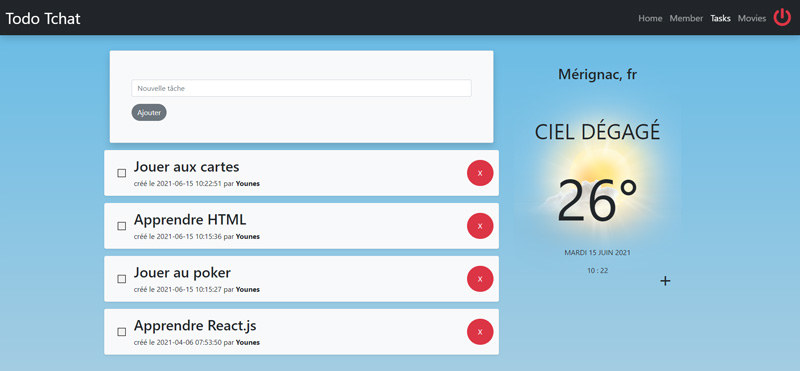 Todo Tchat
Home Member Tasks Movies
Nouvelle tâche
Ajouter
Jouer aux cartes
créé le 2021-06-15 10:22:51 par Younes
X
Apprendre HTML
créé le 2021-06-15 10:15:36 par Younes
X
Jouer au poker
créé le 2021-06-15 10:15:27 par Younes
X
Apprendre React.js
créé le 2021-04-06 07:53:50 par Younes
X
Mérignac, fr
CIEL DÉGAGÉ
26°
MARDI 15 JUIN 2021
10 : 22
+